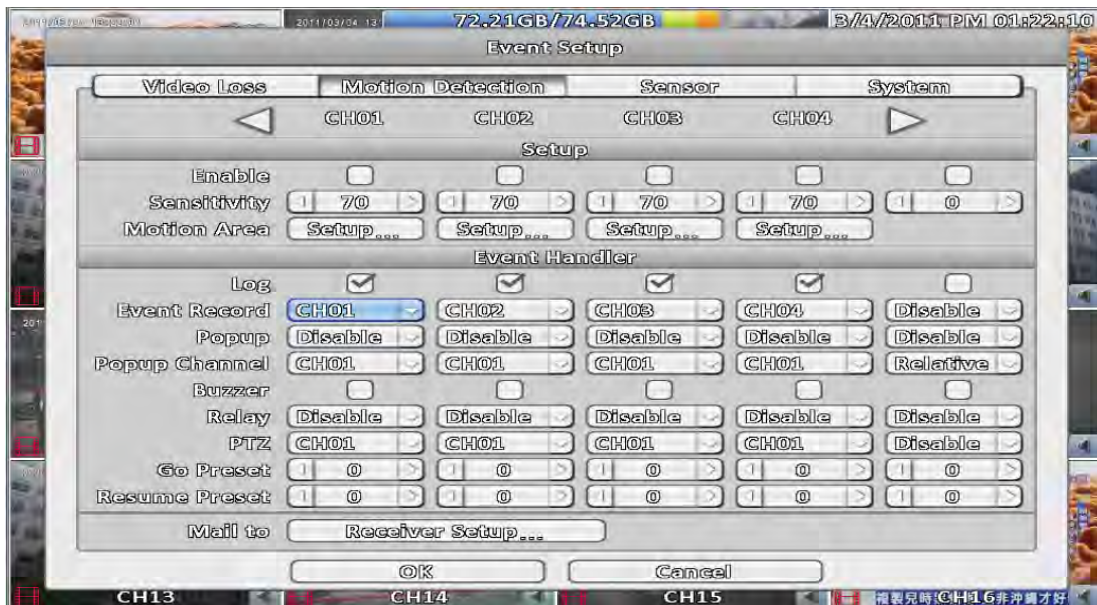 2011/03/04 13: 72.21GB/74.52GB 3/4/2011 PM 01:22:10
Event Setup
Video Loss Motion Detection Sensor System
CH01 CH02 CH03 CH04
Setup
Enable
Sensitivity 70 70 70 70 0
Motion Area Setup... Setup... Setup... Setup...
Event Handler
Log
Event Record CH01 CH02 CH03 CH04 Disable
Popup Disable Disable Disable Disable Disable
Popup Channel CH01 CH01 CH01 CH01 Relative
Buzzer
Relay Disable Disable Disable Disable Disable
PTZ CH01 CH01 CH01 CH01 Disable
Go Preset 0 0 0 0 0
Resume Preset 0 0 0 0 0
Mail to Receiver Setup...
OK Cancel
CH13 CH14 CH15 CH16